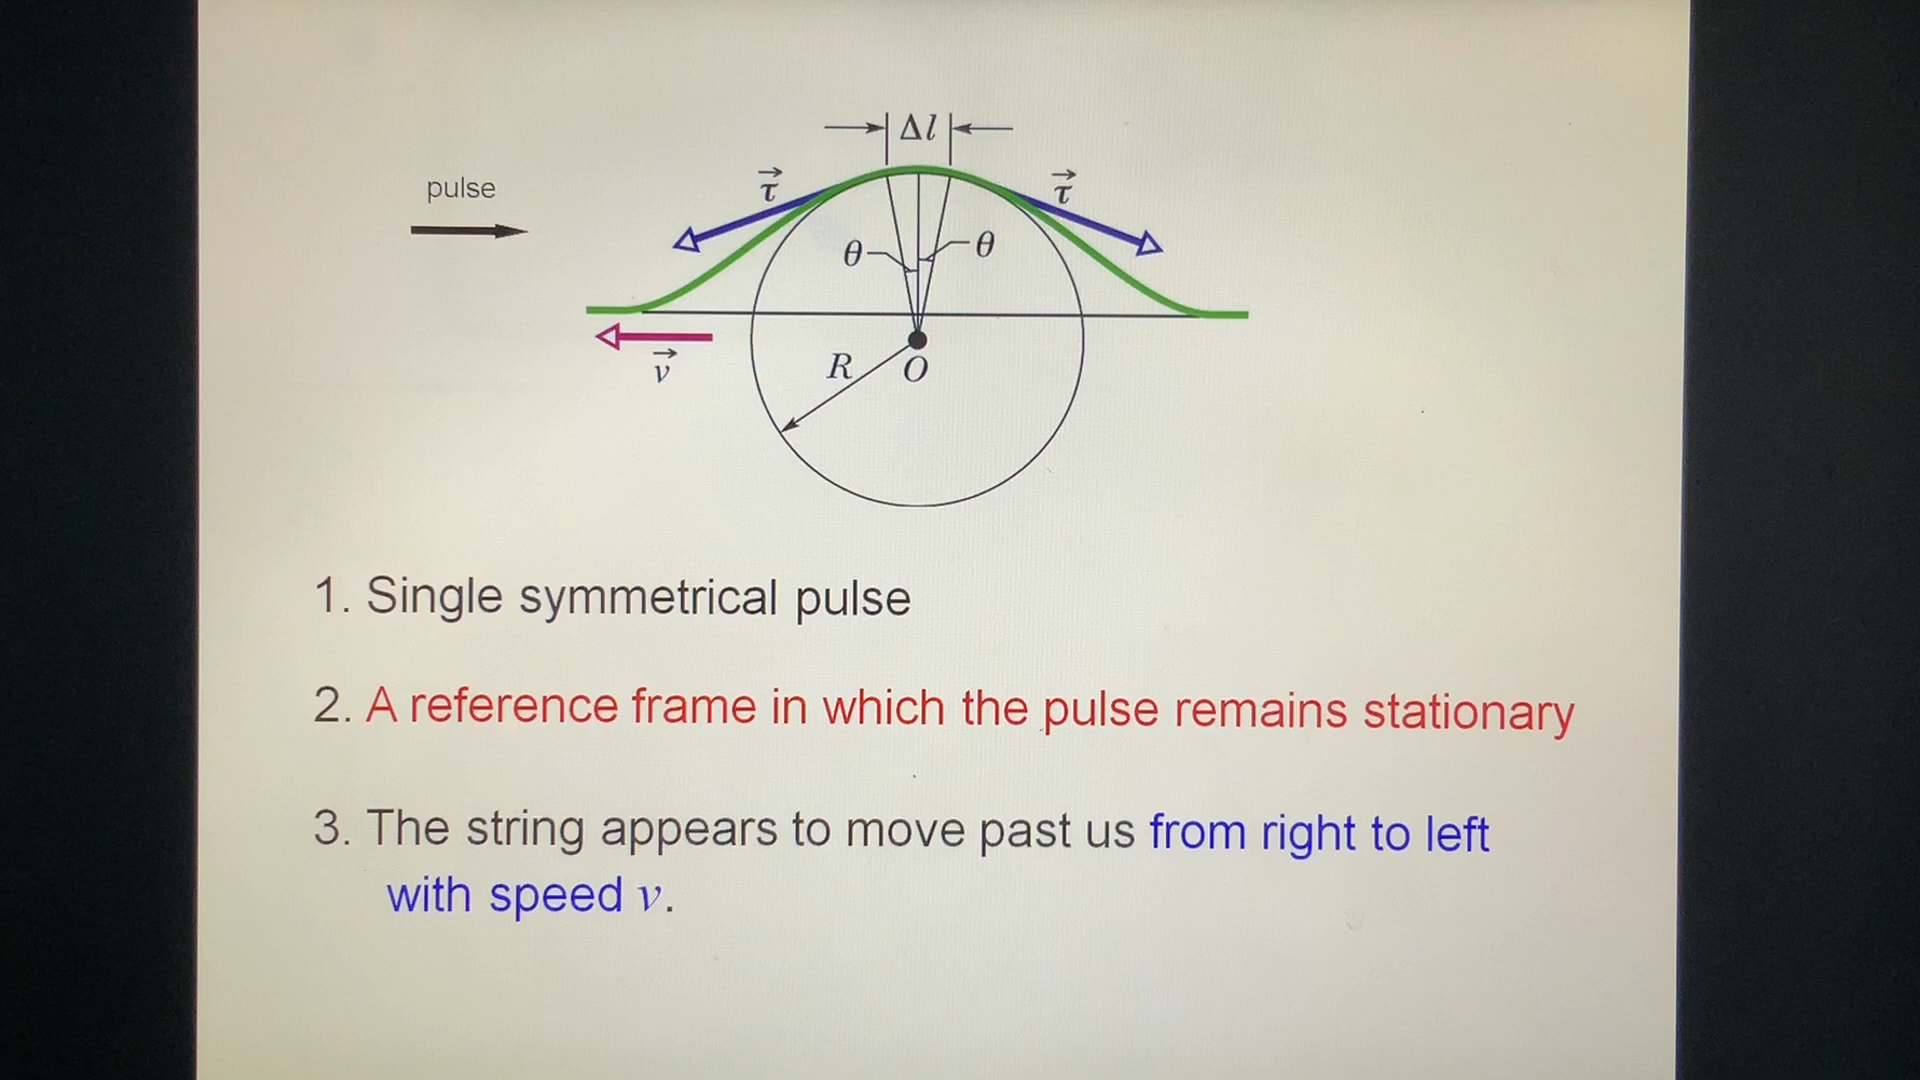 Δl
pulse
τ
τ
θ
θ
v
R
O
1. Single symmetrical pulse
2. A reference frame in which the pulse remains stationary
3. The string appears to move past us from right to left
with speed v.